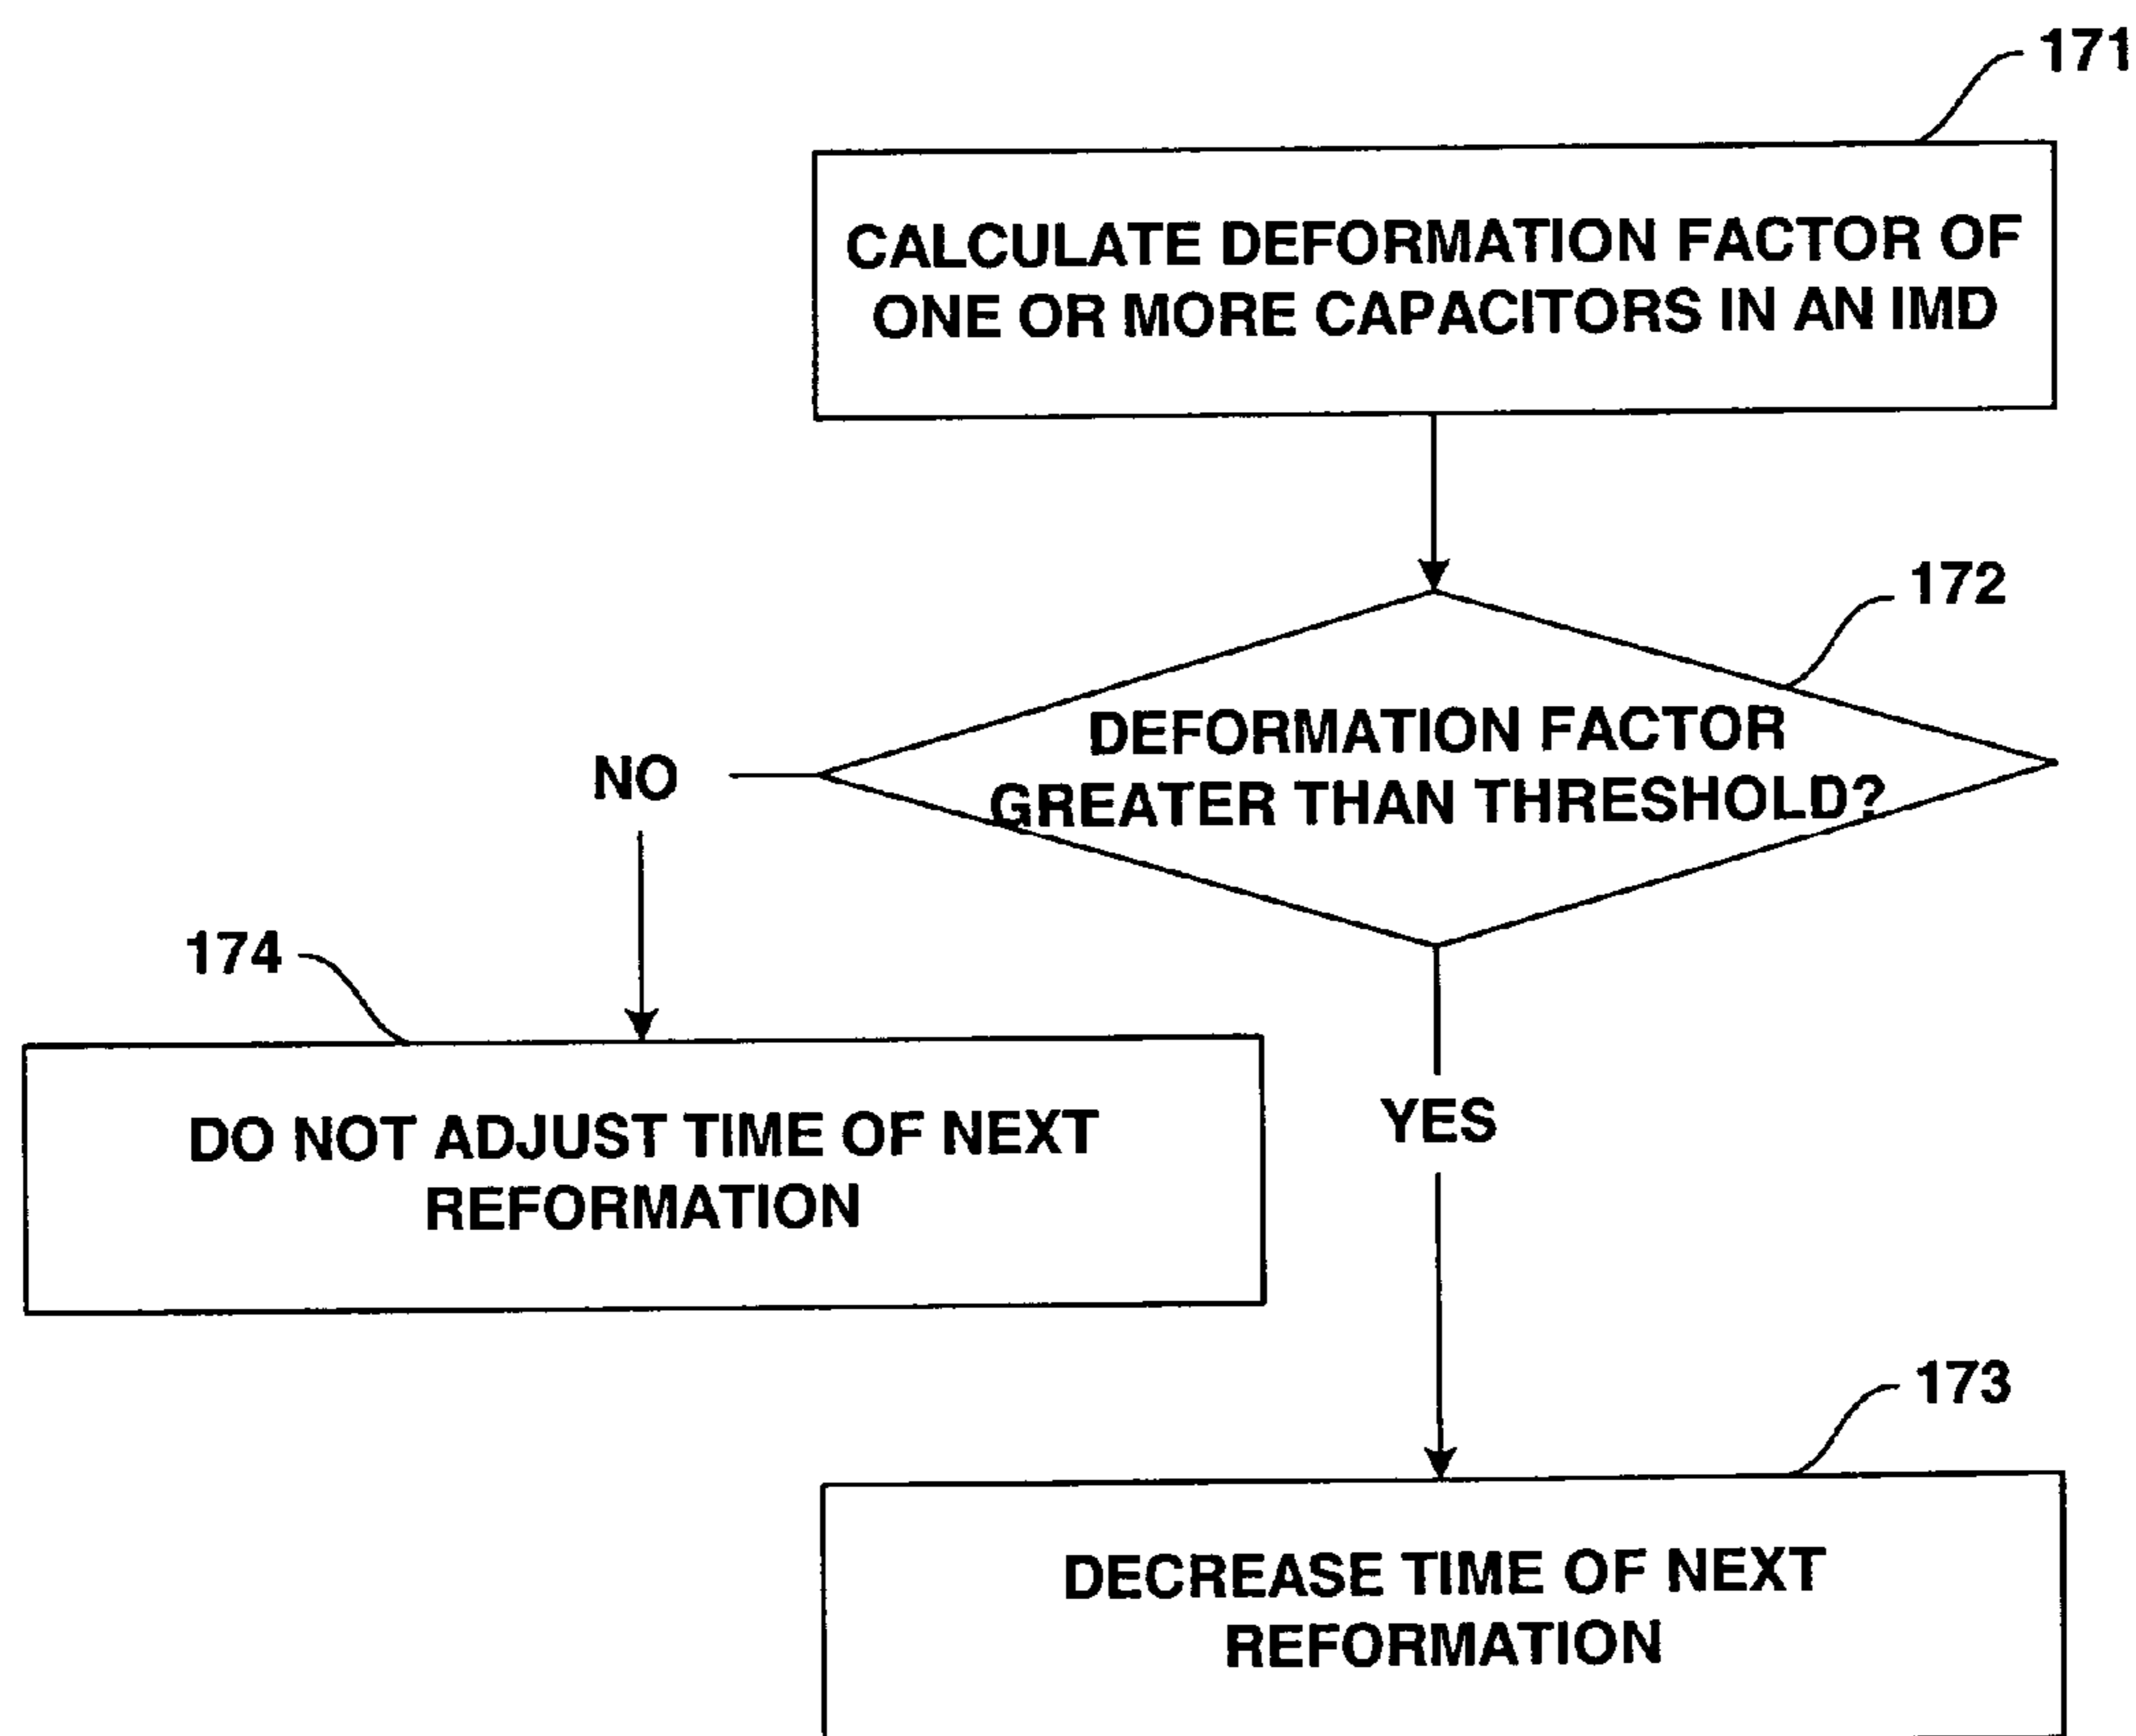 171
CALCULATE DEFORMATION FACTOR OF
ONE OR MORE CAPACITORS IN AN IMD
172
DEFORMATION FACTOR
GREATER THAN THRESHOLD?
NO
174
DO NOT ADJUST TIME OF NEXT
REFORMATION
YES
173
DECREASE TIME OF NEXT
REFORMATION